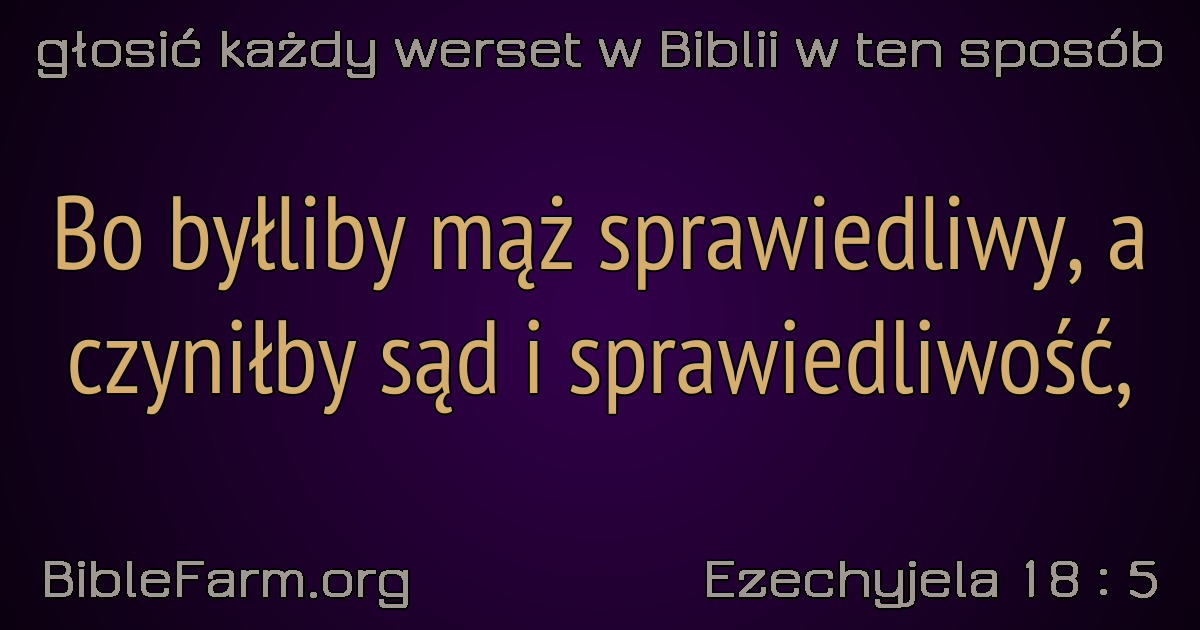 głosić każdy werset w Biblii w ten sposób
Bo byłliby mąż sprawiedliwy, a
czyniłby sąd i sprawiedliwość,
BibleFarm.org
Ezechyjela 18 : 5